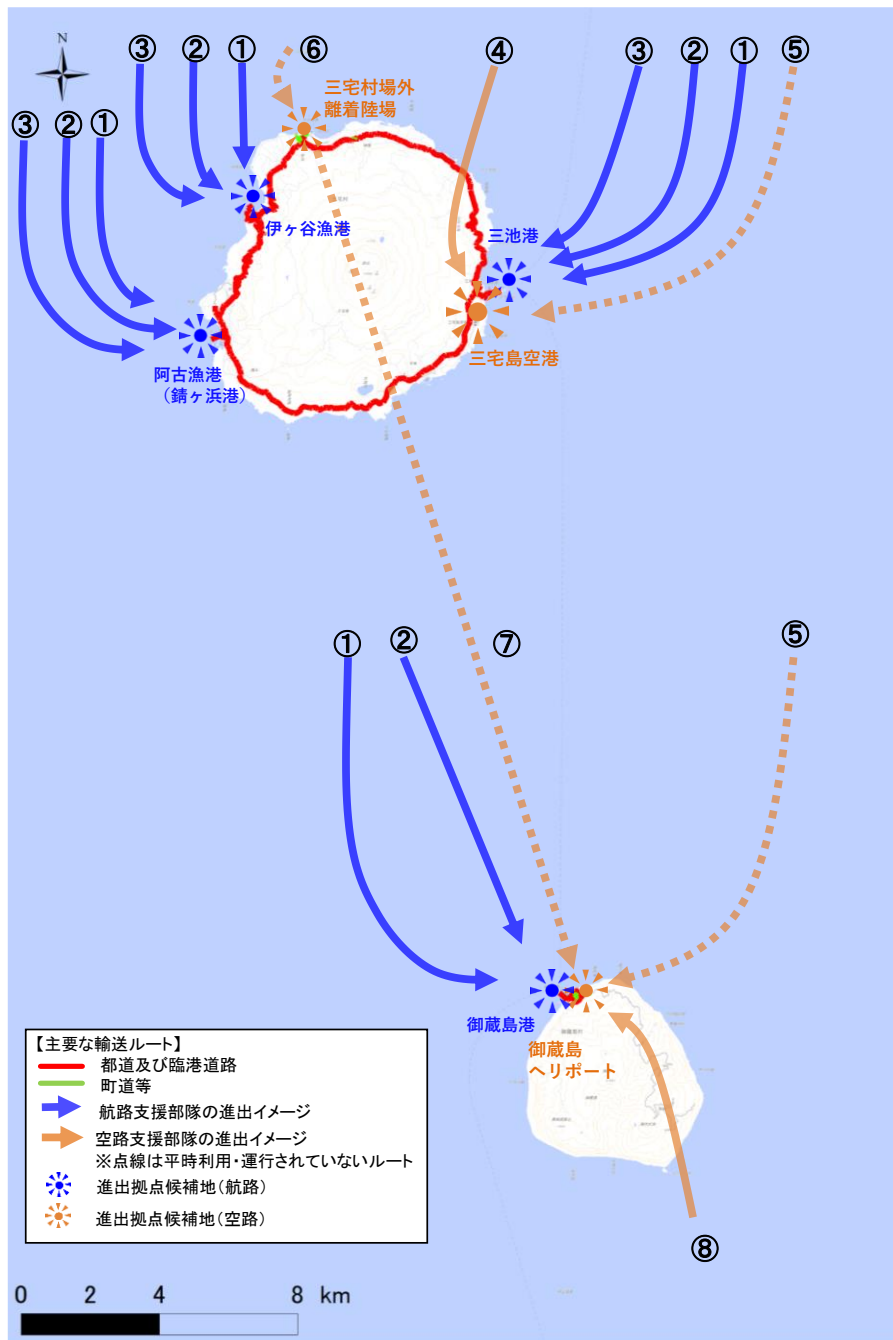 ③
②
①
⑥
④
③
②
①
⑤
N
三宅村場外
離着陸場
③
②
①
伊ヶ谷漁港
三池港
三宅島空港
阿古漁港
（錆ヶ浜港）
①
②
⑦
⑤
御蔵島港
御蔵島
ヘリポート
⑧
【主要な輸送ルート】
都道及び臨港道路
町道等
航路支援部隊の進出イメージ
空路支援部隊の進出イメージ
※点線は平時利用・運行されていないルート
進出拠点候補地（航路）
進出拠点候補地（空路）
0 2 4 8 km